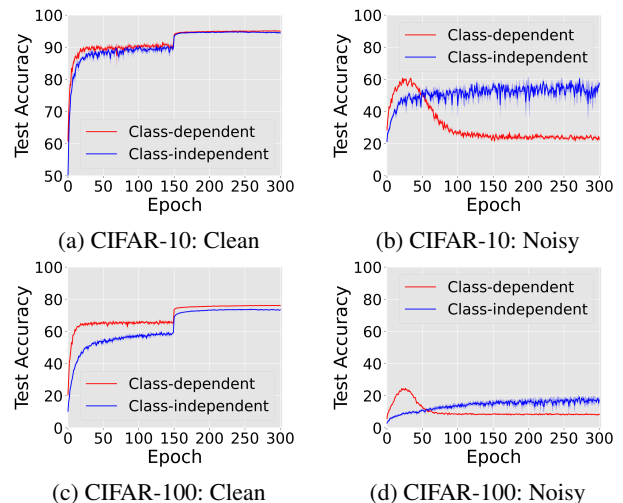 100
90
80
70
60
50
Test Accuracy
Class-dependent
Class-independent
0 50 100 150 200 250 300
Epoch
(a) CIFAR-10: Clean
100
80
60
40
20
0
Test Accuracy
Class-dependent
Class-independent
0 50 100 150 200 250 300
Epoch
(b) CIFAR-10: Noisy
100
80
60
40
20
0
Test Accuracy
Class-dependent
Class-independent
0 50 100 150 200 250 300
Epoch
(c) CIFAR-100: Clean
100
80
60
40
20
0
Test Accuracy
Class-dependent
Class-independent
0 50 100 150 200 250 300
Epoch
(d) CIFAR-100: Noisy